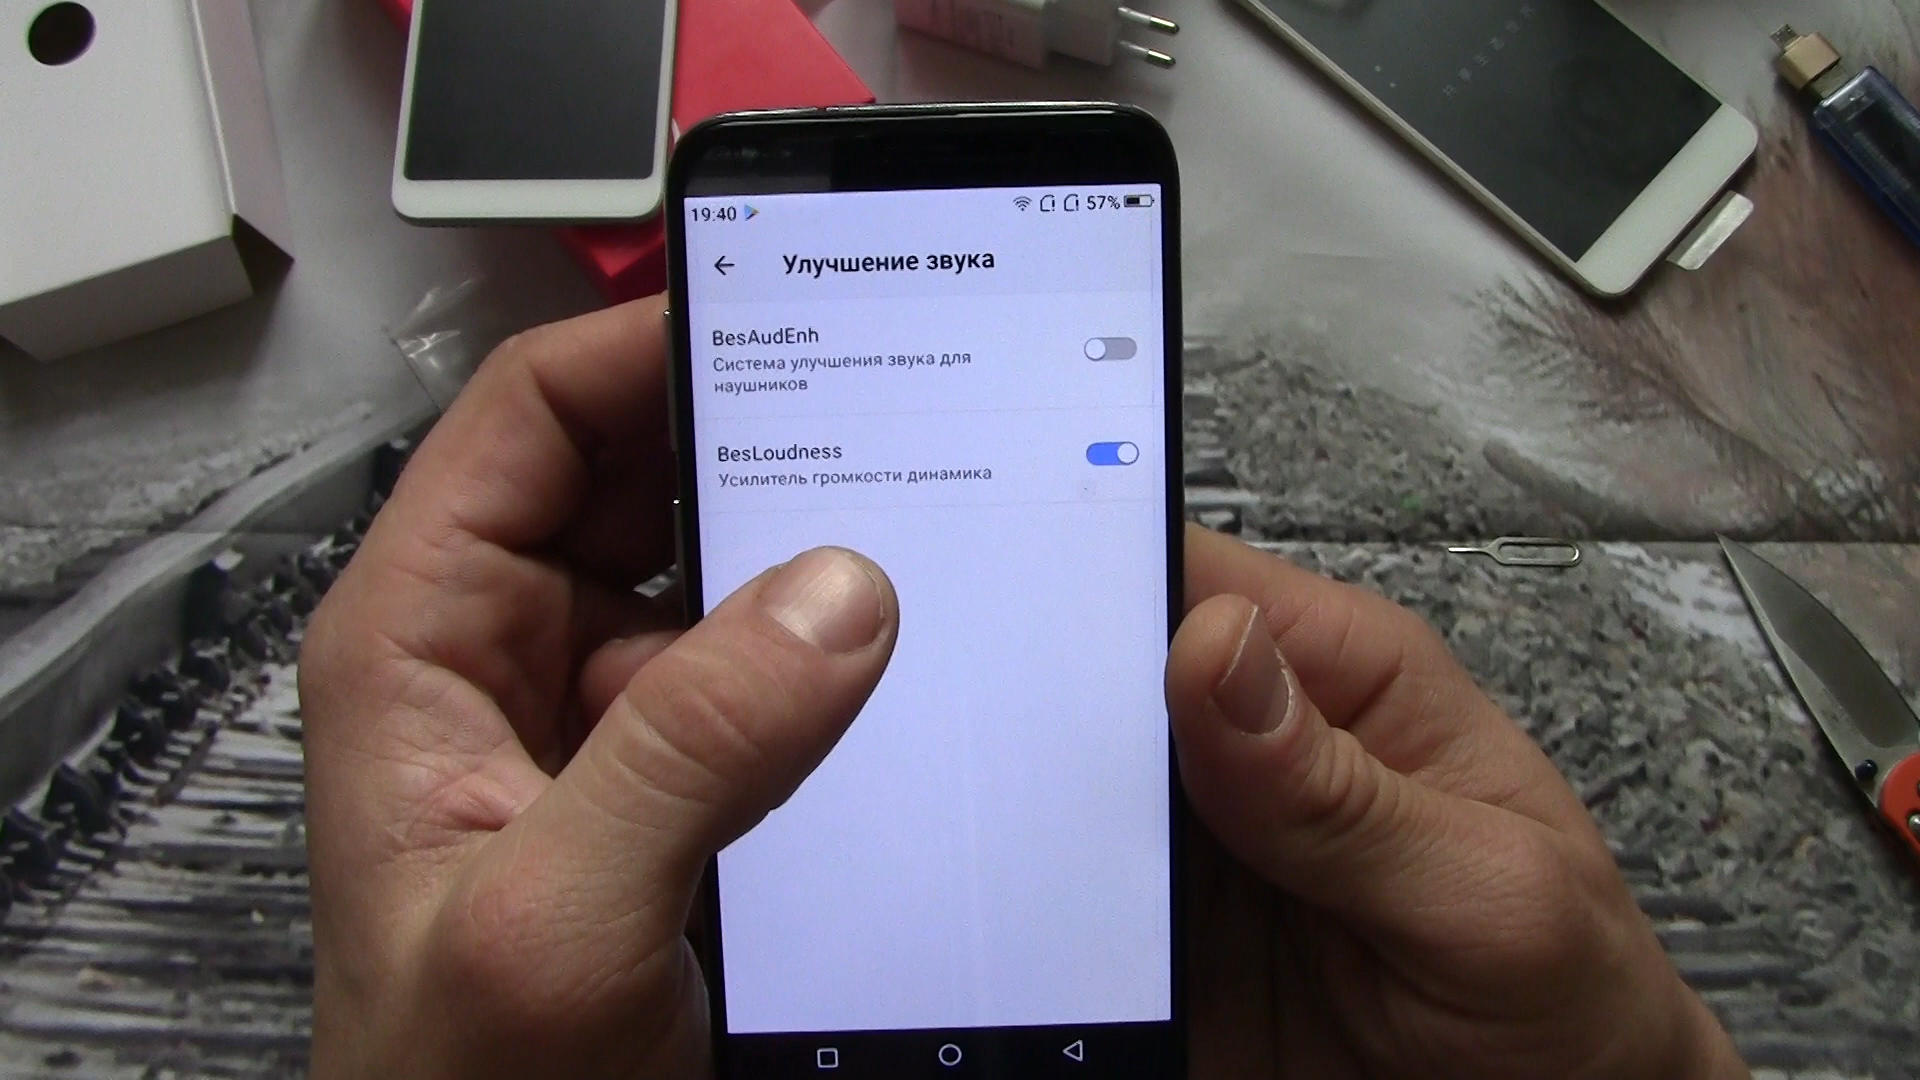 19:40 57%
Улучшение звука
BesAudEnh
Система улучшения звука для
наушников
BesLoudness
Усилитель громкости динамика